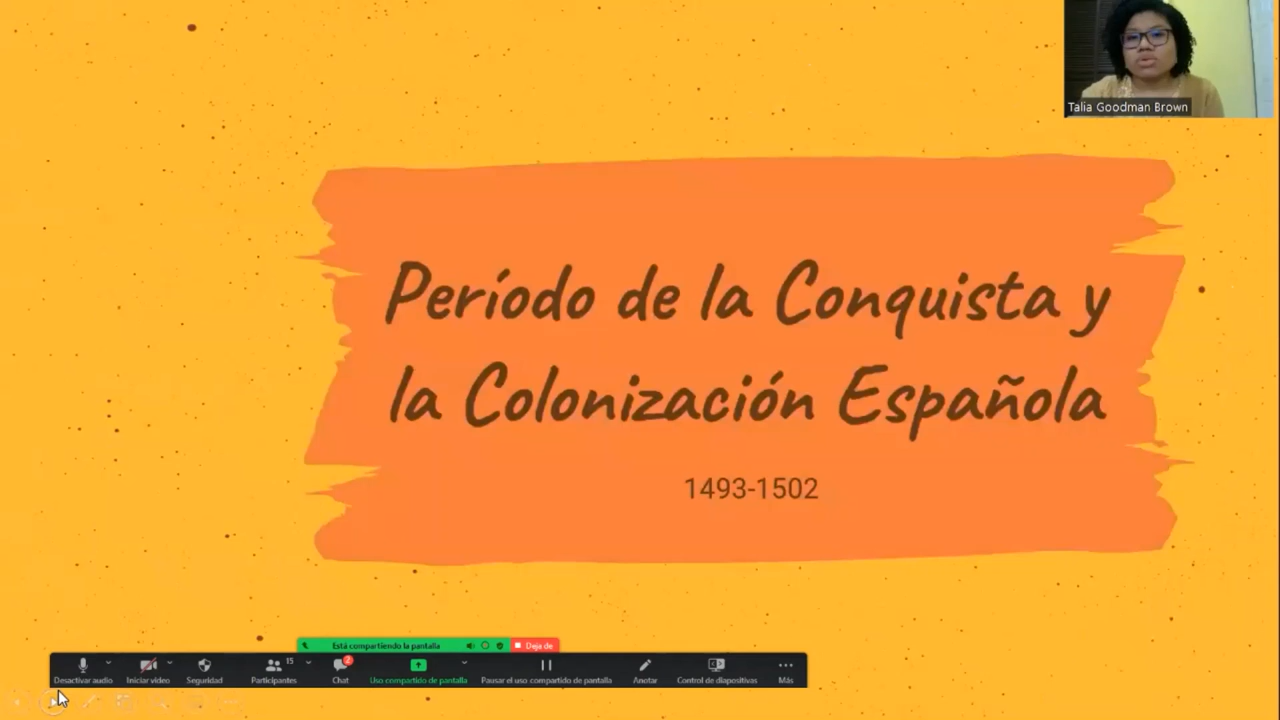 Talia Goodman Brown
Período de la Conquista y
la Colonización Española
1493-1502
Está compartiendo la pantalla
Deja de
15
2
Desactivar audio
Iniciar video
Seguridad
Participantes
Chat
Uso compartido de pantalla
Pausar el uso compartido de pantalla
Anotar
Control de diapositivas
Más